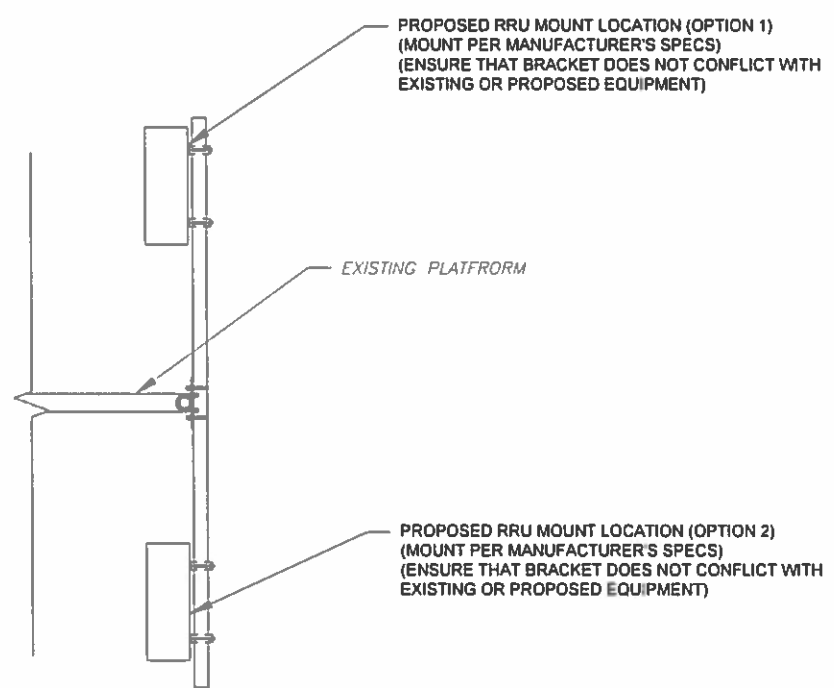 PROPOSED RRU MOUNT LOCATION (OPTION 1)
(MOUNT PER MANUFACTURER'S SPECS)
(ENSURE THAT BRACKET DOES NOT CONFLICT WITH
EXISTING OR PROPOSED EQUIPMENT)
EXISTING PLATFRORM
PROPOSED RRU MOUNT LOCATION (OPTION 2)
(MOUNT PER MANUFACTURER'S SPECS)
(ENSURE THAT BRACKET DOES NOT CONFLICT WITH
EXISTING OR PROPOSED EQUIPMENT)